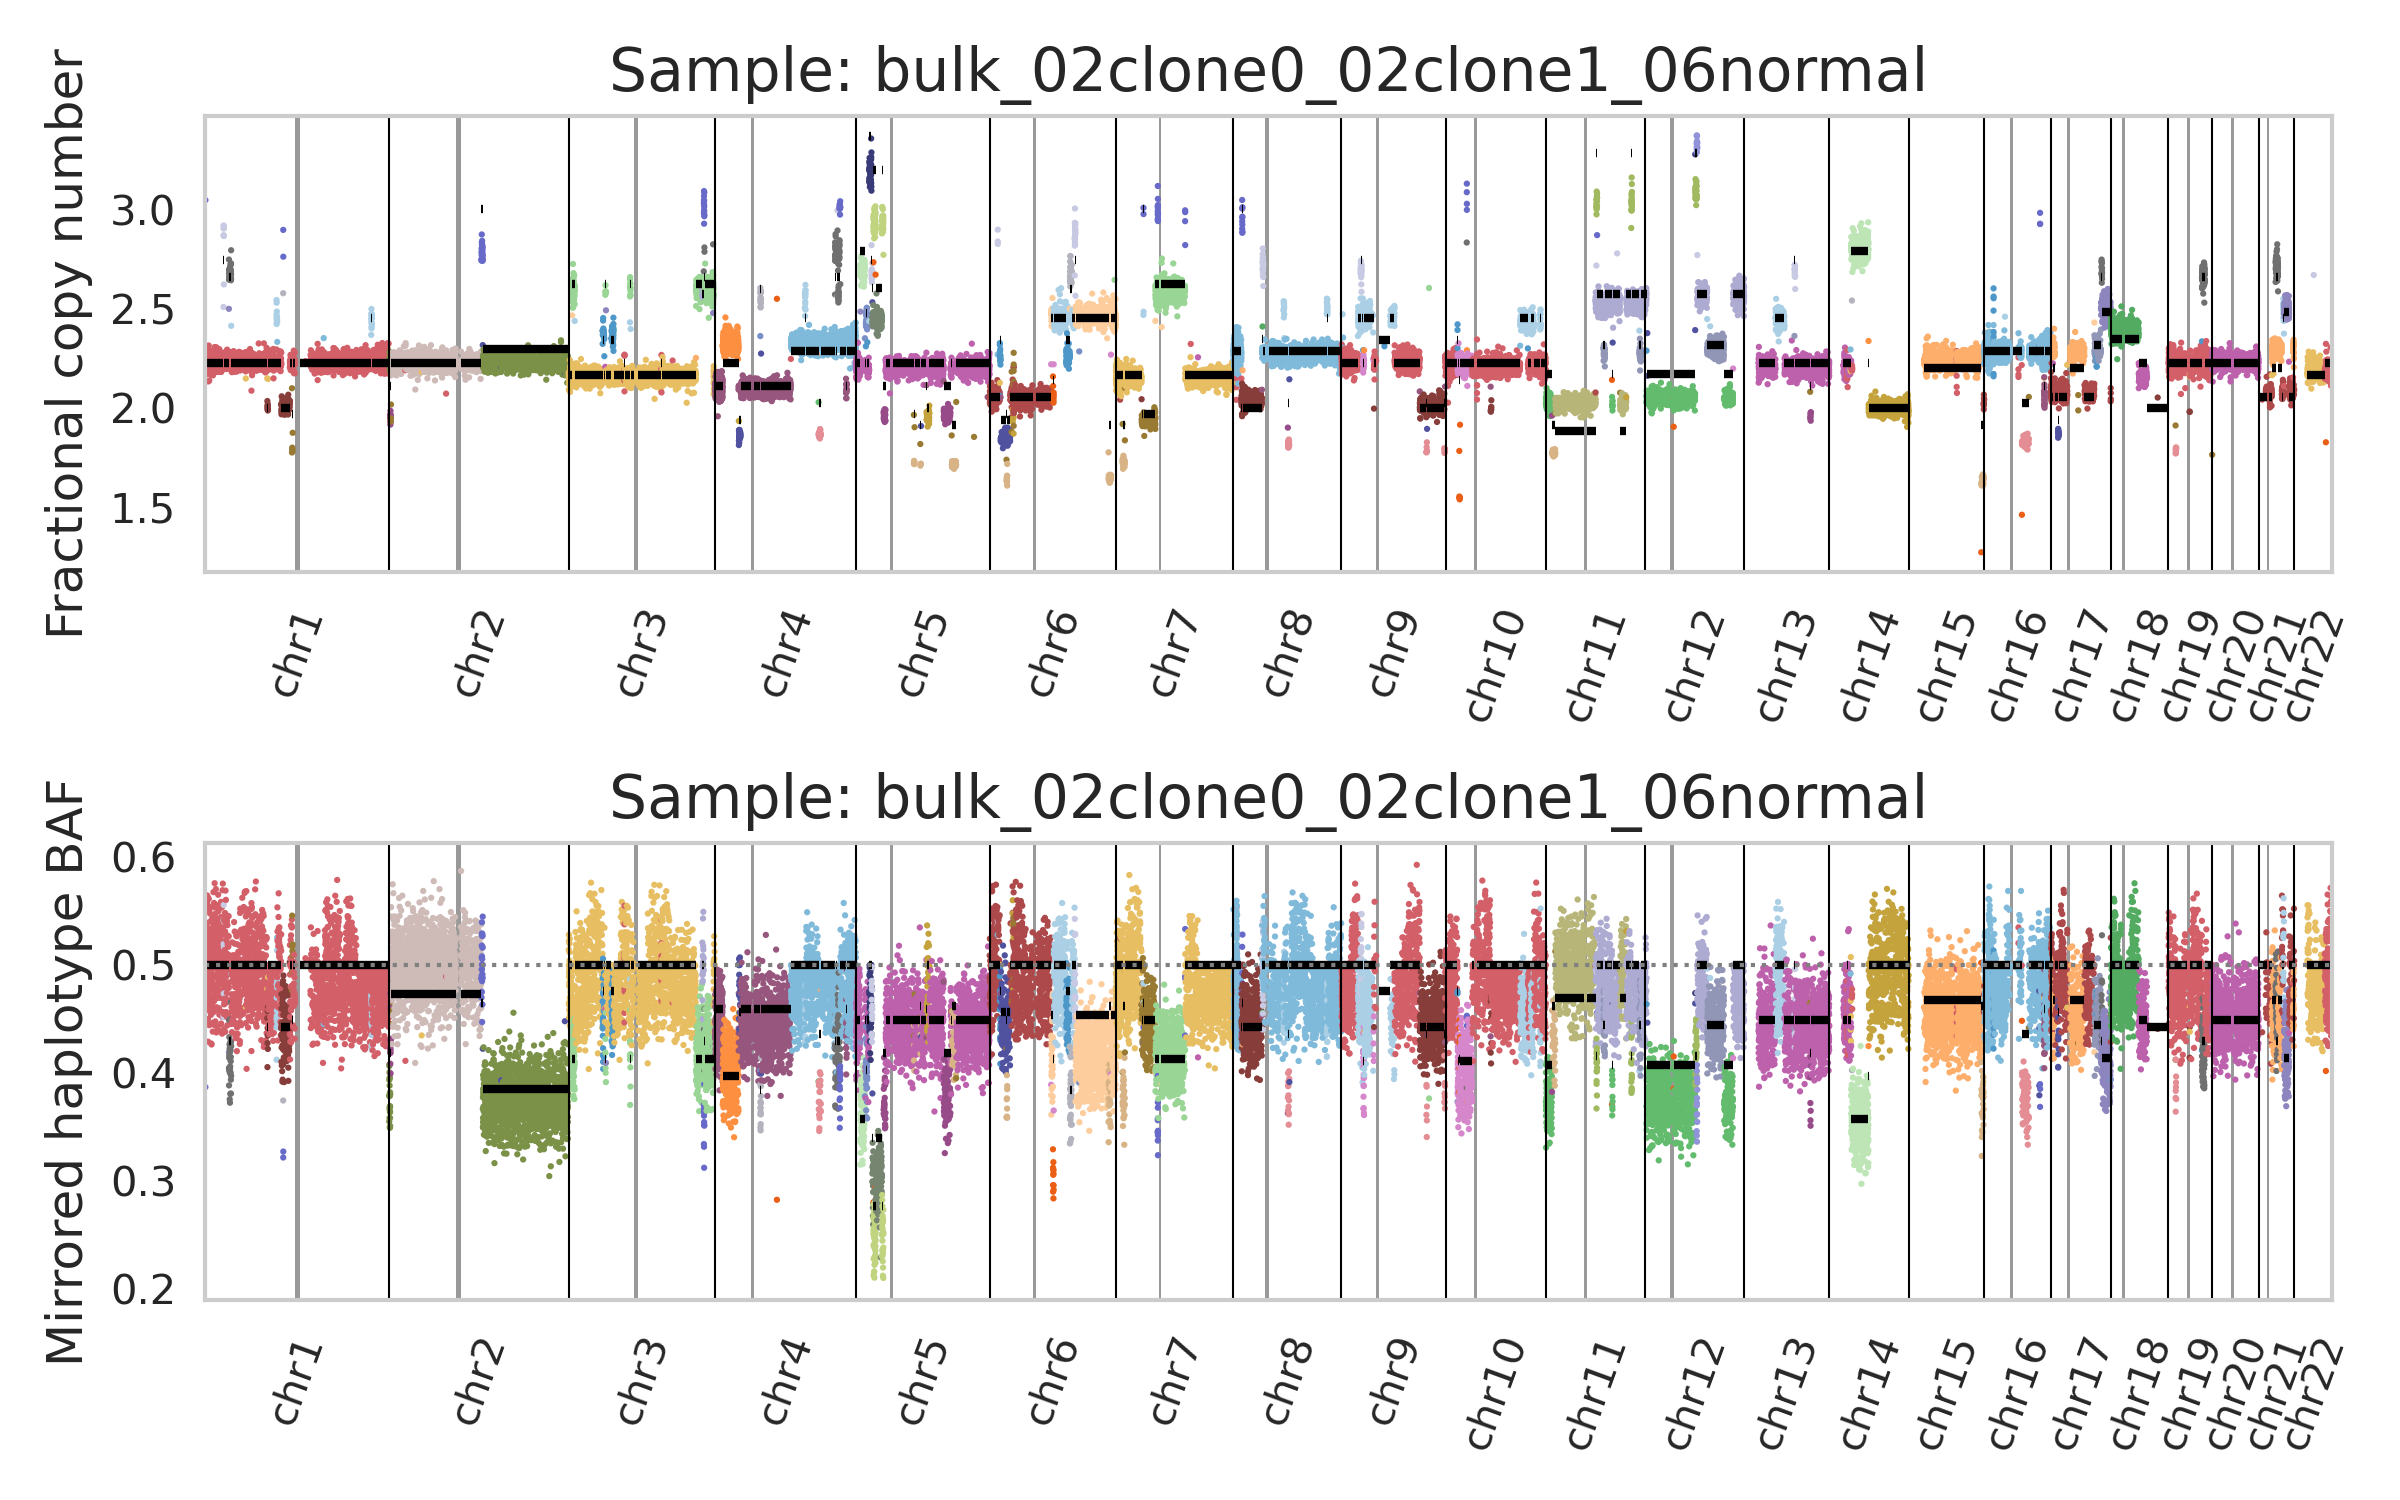 Sample: bulk_02clone0_02clone1_06normal
Fractional copy number
3.0
2.5
2.0
1.5
chr1 chr2 chr3 chr4 chr5 chr6 chr7 chr8 chr9 chr10 chr11 chr12 chr13 chr14 chr15 chr16 chr17 chr18 chr19 chr20 chr21 chr22
Sample: bulk_02clone0_02clone1_06normal
Mirrored haplotype BAF
0.6
0.5
0.4
0.3
0.2
chr1 chr2 chr3 chr4 chr5 chr6 chr7 chr8 chr9 chr10 chr11 chr12 chr13 chr14 chr15 chr16 chr17 chr18 chr19 chr20 chr21 chr22